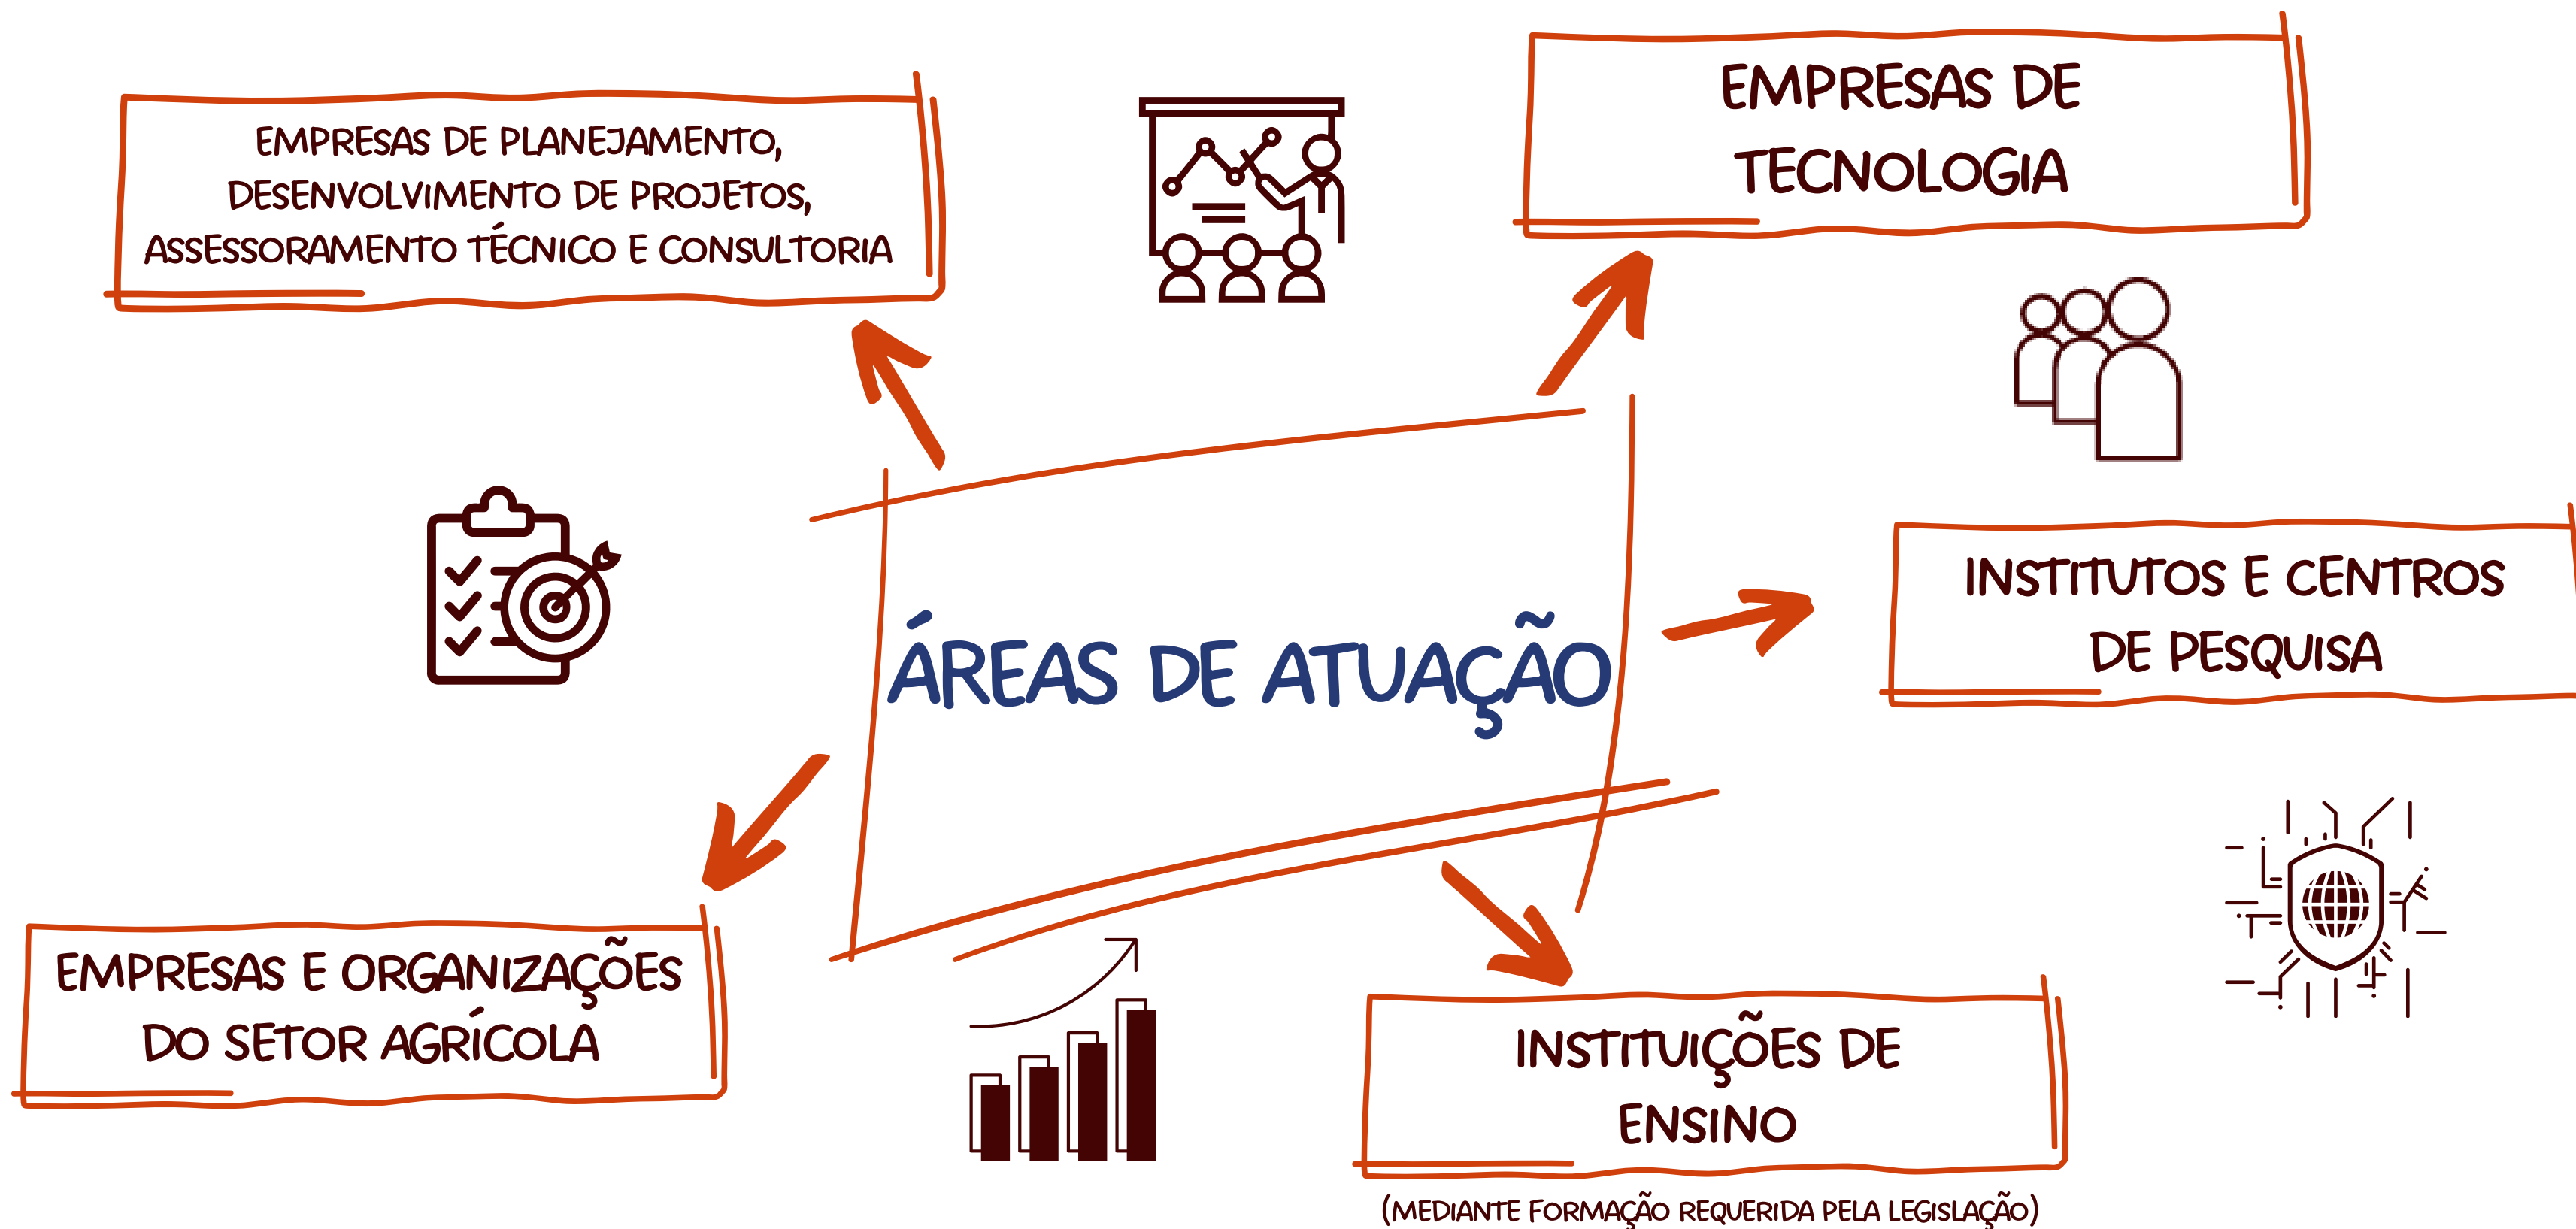 EMPRESAS DE PLANEJAMENTO,
DESENVOLVIMENTO DE PROJETOS,
ASSESSORAMENTO TÉCNICO E CONSULTORIA
EMPRESAS DE
TECNOLOGIA
ÁREAS DE ATUAÇÃO
INSTITUTOS E CENTROS
DE PESQUISA
EMPRESAS E ORGANIZAÇÕES
DO SETOR AGRÍCOLA
INSTITUIÇÕES DE
ENSINO
(MEDIANTE FORMAÇÃO REQUERIDA PELA LEGISLAÇÃO)